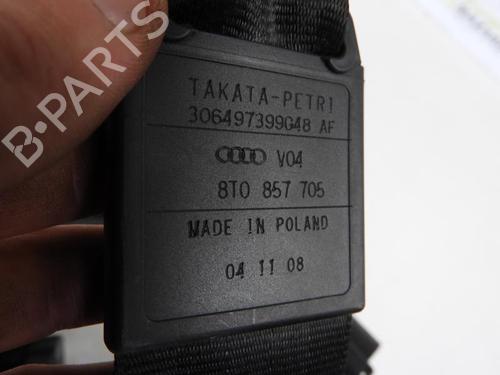 TAKATA-PETRI
306497399G48 AF
V04
8T0 857 705
MADE IN POLAND
04 11 08
B-PARTS